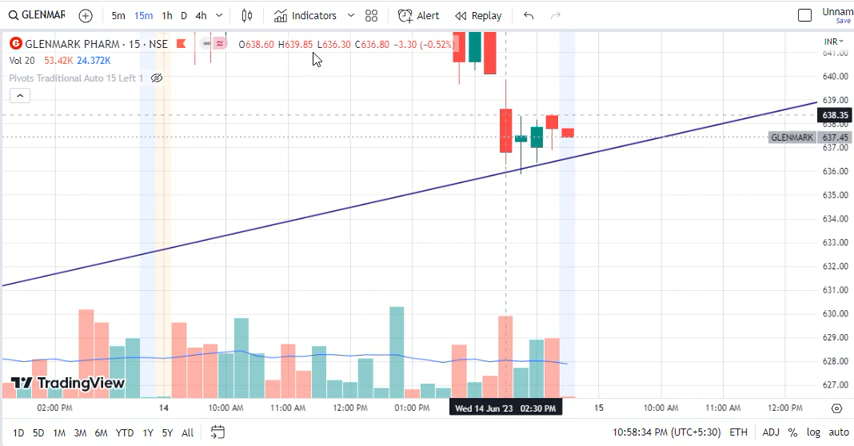 GLENMAR 5m 15m 1h D 4h Indicators Alert Replay Unnam
Save
GLENMARK PHARM · 15 · NSE O638.60 H639.85 L636.30 C636.80 −3.30 (−0.52%) INR
Vol 20 53.42K 24.372K
Pivots Traditional Auto 15 Left 1
641.00
640.00
639.00
638.35
638.00
GLENMARK 637.45
637.00
636.00
635.00
634.00
633.00
632.00
631.00
630.00
629.00
628.00
627.00
TradingView
02:00 PM 14 10:00 AM 11:00 AM 12:00 PM 01:00 PM Wed 14 Jun '23 02:30 PM 15 10:00 AM 11:00 AM 12:00 PM
1D 5D 1M 3M 6M YTD 1Y 5Y All 10:58:34 PM (UTC+5:30) ETH ADJ % log auto